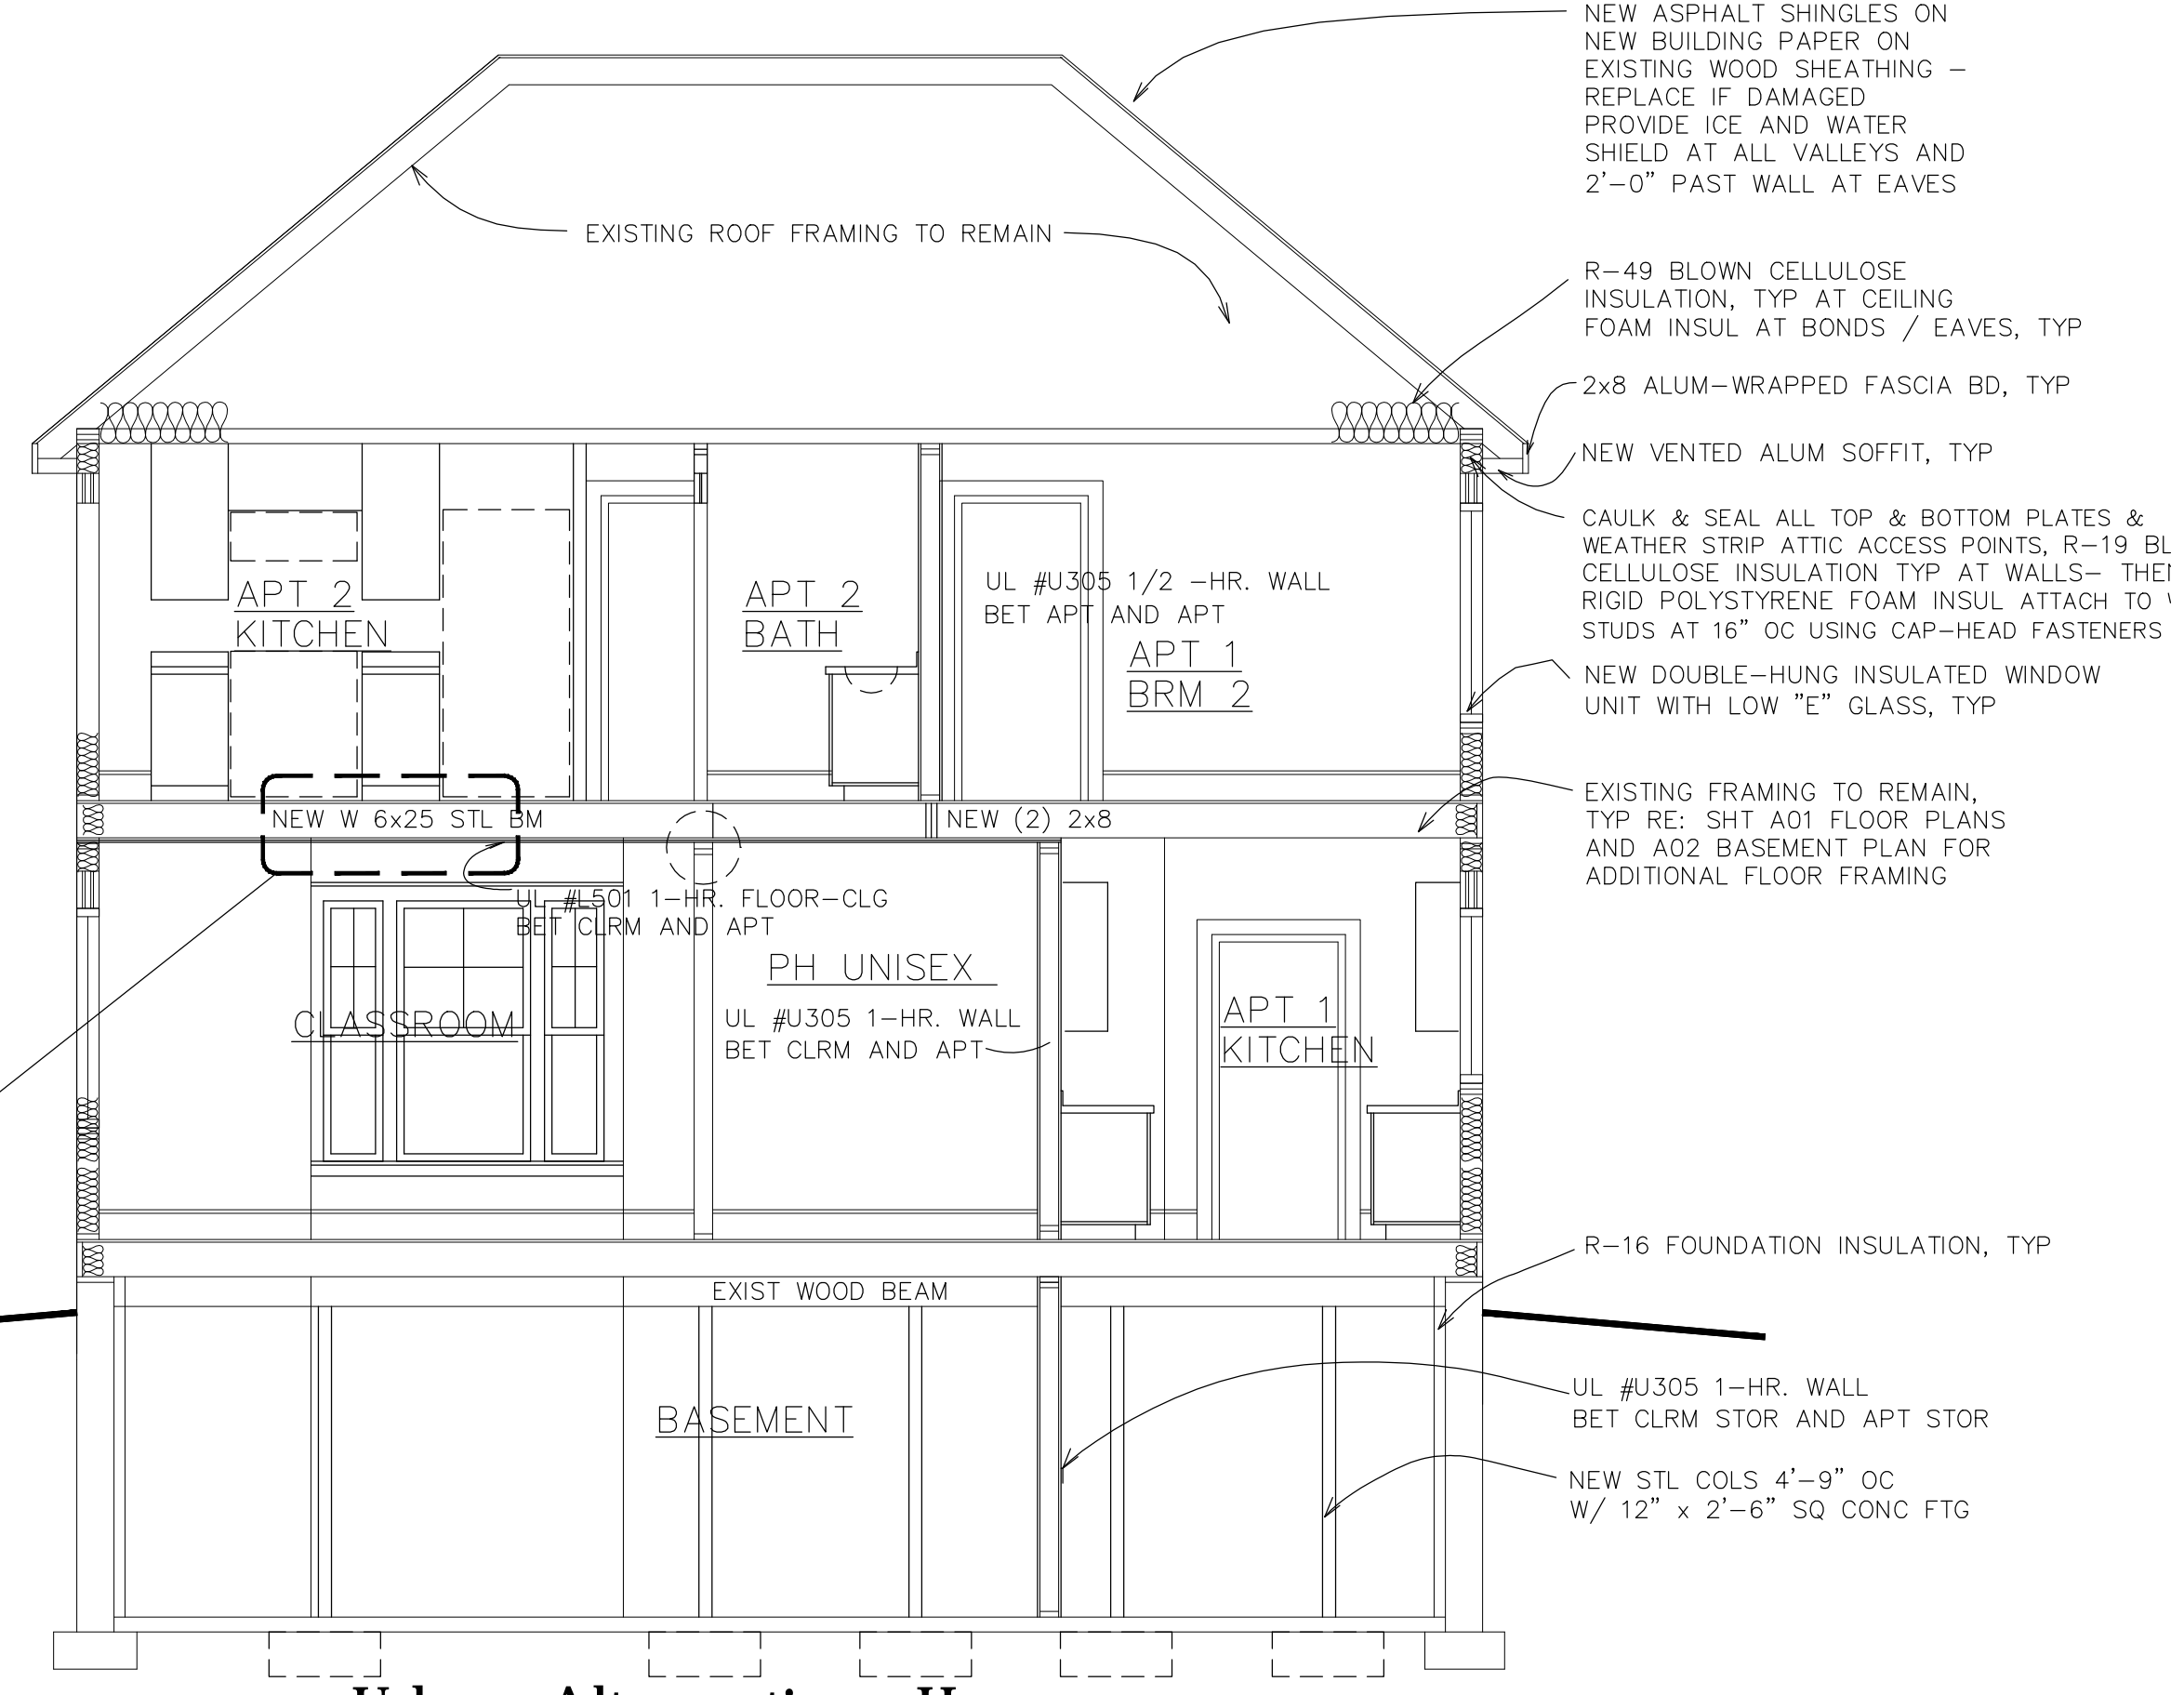 NEW ASPHALT SHINGLES ON
NEW BUILDING PAPER ON
EXISTING WOOD SHEATHING –
REPLACE IF DAMAGED
PROVIDE ICE AND WATER
SHIELD AT ALL VALLEYS AND
2'–0" PAST WALL AT EAVES
EXISTING ROOF FRAMING TO REMAIN
R–49 BLOWN CELLULOSE
INSULATION, TYP AT CEILING
FOAM INSUL AT BONDS / EAVES, TYP
2x8 ALUM–WRAPPED FASCIA BD, TYP
NEW VENTED ALUM SOFFIT, TYP
CAULK & SEAL ALL TOP & BOTTOM PLATES &
WEATHER STRIP ATTIC ACCESS POINTS, R–19
CELLULOSE INSULATION TYP AT WALLS–
RIGID POLYSTYRENE FOAM INSUL ATTACH TO
STUDS AT 16" OC USING CAP–HEAD FASTENERS
APT 2
KITCHEN
APT 2
BATH
UL #U305 1/2 –HR. WALL
BET APT AND APT
APT 1
BRM 2
NEW DOUBLE–HUNG INSULATED WINDOW
UNIT WITH LOW "E" GLASS, TYP
NEW W 6x25 STL BM
NEW (2) 2x8
EXISTING FRAMING TO REMAIN,
TYP RE: SHT A01 FLOOR PLANS
AND A02 BASEMENT PLAN FOR
ADDITIONAL FLOOR FRAMING
UL #L501 1–HR. FLOOR–CLG
BET CLRM AND APT
PH UNISEX
CLASSROOM
UL #U305 1–HR. WALL
BET CLRM AND APT
APT 1
KITCHEN
R–16 FOUNDATION INSULATION, TYP
EXIST WOOD BEAM
BASEMENT
UL #U305 1–HR. WALL
BET CLRM STOR AND APT STOR
NEW STL COLS 4'–9" OC
W/ 12" x 2'–6" SQ CONC FTG